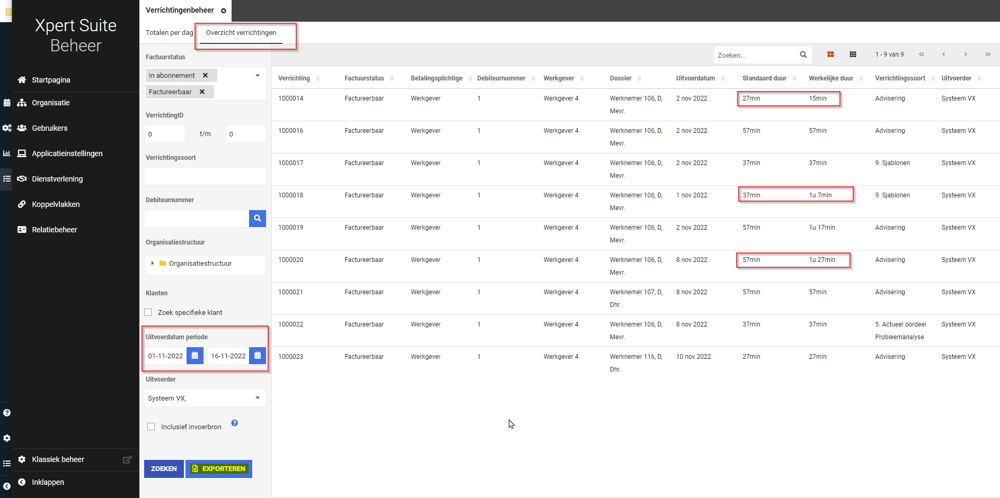 Xpert Suite
Beheer
Startpagina
Organisatie
Gebruikers
Applicatieinstellingen
Dienstverlening
Koppelvlakken
Relatiebeheer
Klassiek beheer
Inklappen
Verrichtingenbeheer
Totalen per dag
Overzicht verrichtingen
Factuurstatus
In abonnement
Factureerbaar
VerrichtingID
0 t/m 0
Verrichtingssoort
Debiteurnummer
Organisatiestructuur
Organisatiestructuur
Klanten
Zoek specifieke klant
Uitvoerdatum periode
01-11-2022 16-11-2022
Uitvoerder
Systeem VX,
Inclusief invoerbron
ZOEKEN EXPORTEREN
Zoeken... 1 - 9 van 9
Verrichting Factuurstatus Betalingsplichtige Debiteurnummer Werkgever Dossier Uitvoerdatum Standaard duur Werkelijke duur Verrichtingssoort Uitvoerder
1000014 Factureerbaar Werkgever 1 Werkgever 4 Werknemer 106, D, 2 nov 2022 27min 15min Advisering Systeem VX
Mevr.
1000016 Factureerbaar Werkgever 1 Werkgever 4 Werknemer 106, D, 2 nov 2022 57min 57min Advisering Systeem VX
Mevr.
1000017 Factureerbaar Werkgever 1 Werkgever 4 Werknemer 106, D, 2 nov 2022 37min 37min 9. Sjablonen Systeem VX
Mevr.
1000018 Factureerbaar Werkgever 1 Werkgever 4 Werknemer 106, D, 1 nov 2022 37min 1u 7min 9. Sjablonen Systeem VX
Mevr.
1000019 Factureerbaar Werkgever 1 Werkgever 4 Werknemer 106, D, 2 nov 2022 57min 1u 17min Advisering Systeem VX
Mevr.
1000020 Factureerbaar Werkgever 1 Werkgever 4 Werknemer 106, D, 8 nov 2022 57min 1u 27min Advisering Systeem VX
Mevr.
1000021 Factureerbaar Werkgever 1 Werkgever 4 Werknemer 107, D, 8 nov 2022 57min 57min Advisering Systeem VX
Dhr.
1000022 Factureerbaar Werkgever 1 Werkgever 4 Werknemer 106, D, 8 nov 2022 37min 37min 5. Actueel oordeel Systeem VX
Mevr. Probleemanalyse
1000023 Factureerbaar Werkgever 1 Werkgever 4 Werknemer 116, D, 10 nov 2022 27min 27min Advisering Systeem VX
Dhr.